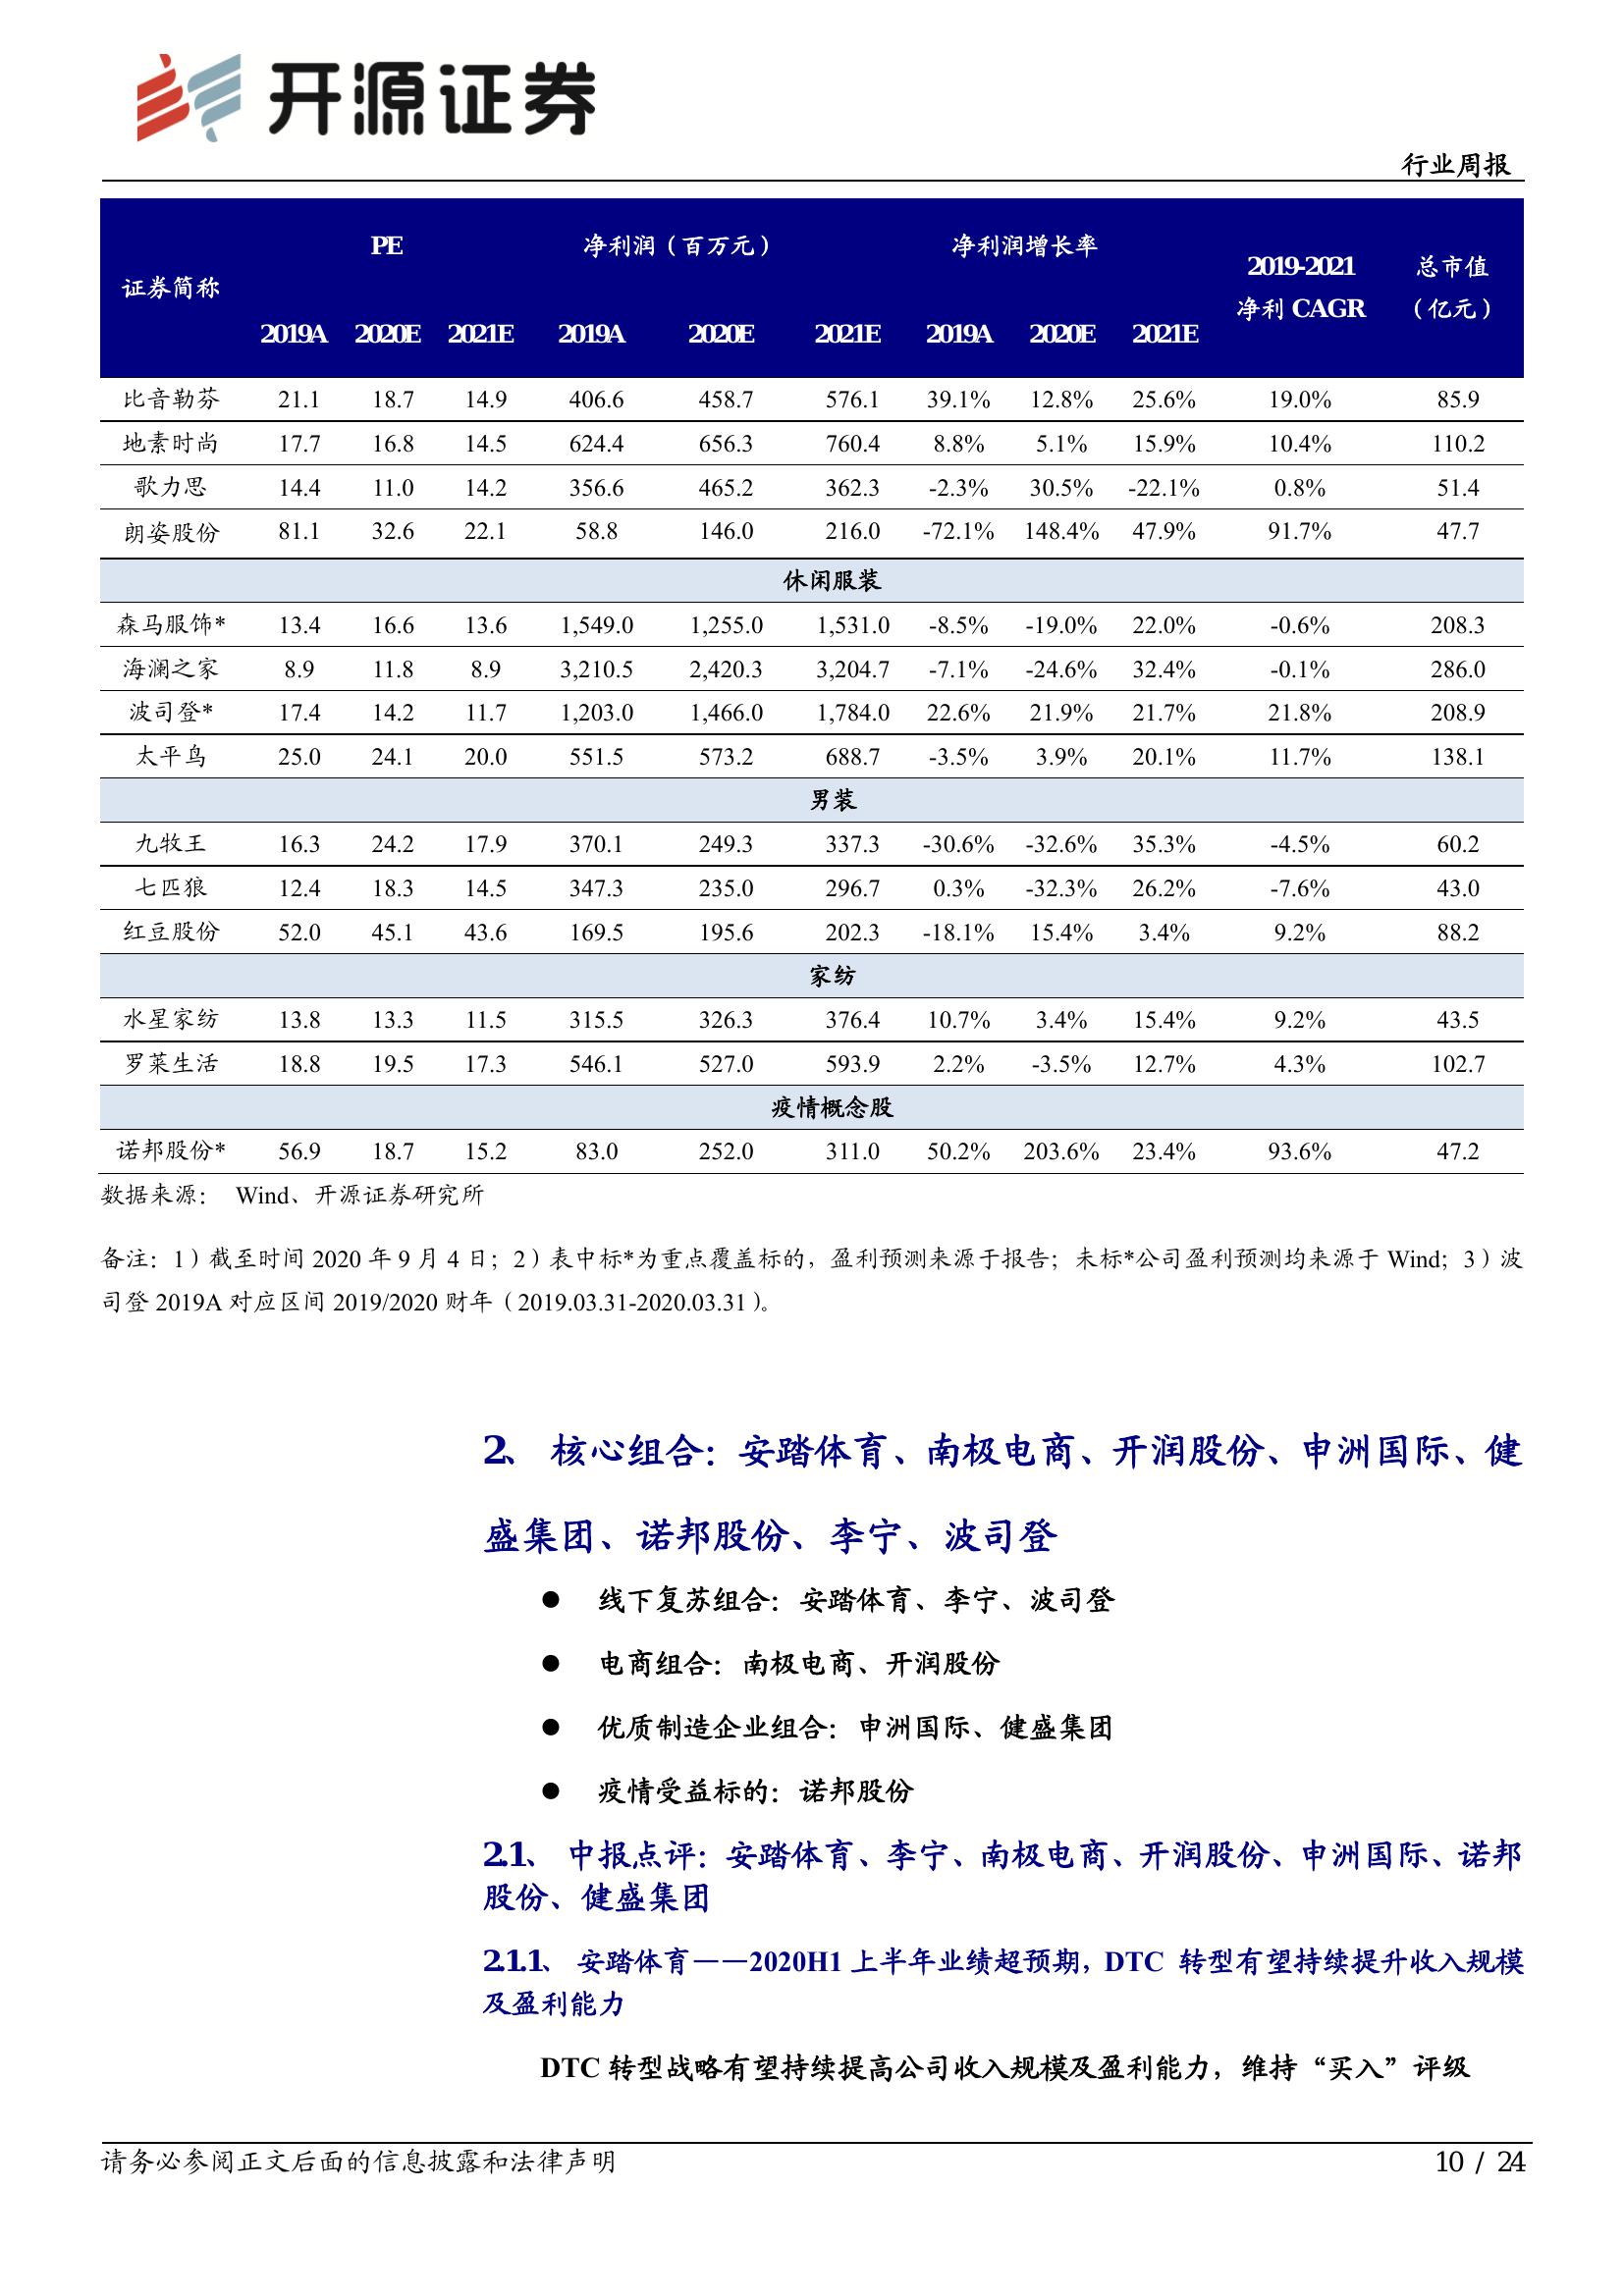 开源证券
行业周报
证券简称 PE 净利润（百万元） 净利润增长率 2019-2021 净利 CAGR 总市值（亿元）
2019A 2020E 2021E 2019A 2020E 2021E 2019A 2020E 2021E
比音勒芬 21.1 18.7 14.9 406.6 458.7 576.1 39.1% 12.8% 25.6% 19.0% 85.9
地素时尚 17.7 16.8 14.5 624.4 656.3 760.4 8.8% 5.1% 15.9% 10.4% 110.2
歌力思 14.4 11.0 14.2 356.6 465.2 362.3 -2.3% 30.5% -22.1% 0.8% 51.4
朗姿股份 81.1 32.6 22.1 58.8 146.0 216.0 -72.1% 148.4% 47.9% 91.7% 47.7
休闲服装
森马服饰* 13.4 16.6 13.6 1,549.0 1,255.0 1,531.0 -8.5% -19.0% 22.0% -0.6% 208.3
海澜之家 8.9 11.8 8.9 3,210.5 2,420.3 3,204.7 -7.1% -24.6% 32.4% -0.1% 286.0
波司登* 17.4 14.2 11.7 1,203.0 1,466.0 1,784.0 22.6% 21.9% 21.7% 21.8% 208.9
太平鸟 25.0 24.1 20.0 551.5 573.2 688.7 -3.5% 3.9% 20.1% 11.7% 138.1
男装
九牧王 16.3 24.2 17.9 370.1 249.3 337.3 -30.6% -32.6% 35.3% -4.5% 60.2
七匹狼 12.4 18.3 14.5 347.3 235.0 296.7 0.3% -32.3% 26.2% -7.6% 43.0
红豆股份 52.0 45.1 43.6 169.5 195.6 202.3 -18.1% 15.4% 3.4% 9.2% 88.2
家纺
水星家纺 13.8 13.3 11.5 315.5 326.3 376.4 10.7% 3.4% 15.4% 9.2% 43.5
罗莱生活 18.8 19.5 17.3 546.1 527.0 593.9 2.2% -3.5% 12.7% 4.3% 102.7
疫情概念股
诺邦股份* 56.9 18.7 15.2 83.0 252.0 311.0 50.2% 203.6% 23.4% 93.6% 47.2
数据来源： Wind、开源证券研究所
备注：1）截至时间 2020 年 9 月 4 日；2）表中标*为重点覆盖标的，盈利预测来源于报告；未标*公司盈利预测均来源于 Wind；3）波
司登 2019A 对应区间 2019/2020 财年（2019.03.31-2020.03.31）。
2、 核心组合：安踏体育、南极电商、开润股份、申洲国际、健
盛集团、诺邦股份、李宁、波司登
● 线下复苏组合：安踏体育、李宁、波司登
● 电商组合：南极电商、开润股份
● 优质制造企业组合：申洲国际、健盛集团
● 疫情受益标的：诺邦股份
2.1、 中报点评：安踏体育、李宁、南极电商、开润股份、申洲国际、诺邦
股份、健盛集团
2.1.1、 安踏体育——2020H1 上半年业绩超预期，DTC 转型有望持续提升收入规模
及盈利能力
DTC 转型战略有望持续提高公司收入规模及盈利能力，维持“买入”评级
请务必参阅正文后面的信息披露和法律声明
10 / 24